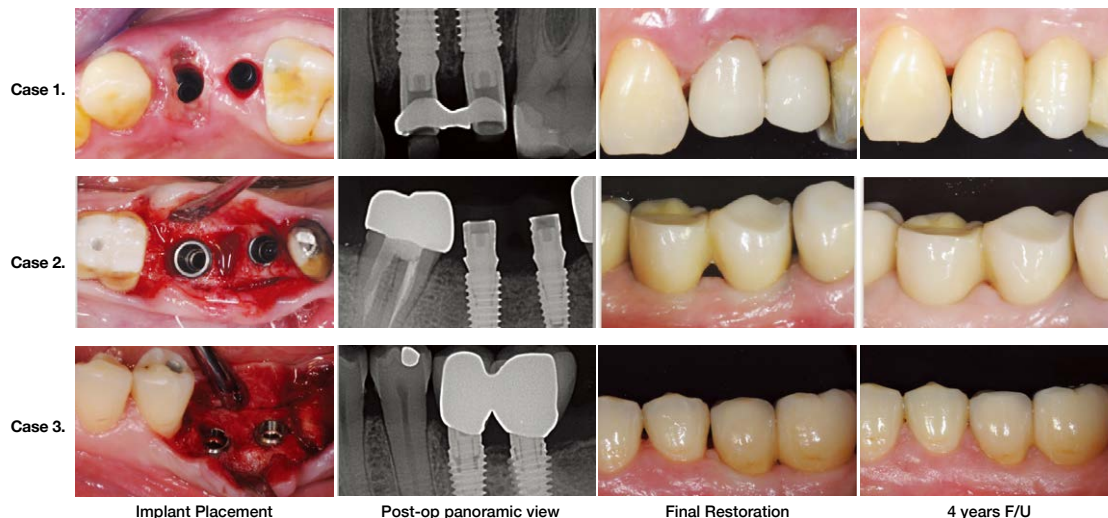 Case 1.
Case 2.
Case 3.
Implant Placement
Post-op panoramic view
Final Restoration
4 years F/U